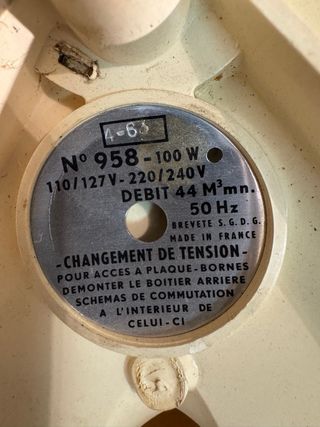 4-63
Nº 958 - 100 W
110/127V - 220/240V
DEBIT 44 M³mn.
50 Hz
BREVETE S.G.D.G.
MADE IN FRANCE
-CHANGEMENT DE TENSION-
POUR ACCES A PLAQUE-BORNES
DEMONTER LE BOITIER ARRIERE
SCHEMAS DE COMMUTATION
A L'INTERIEUR DE
CELUI-CI